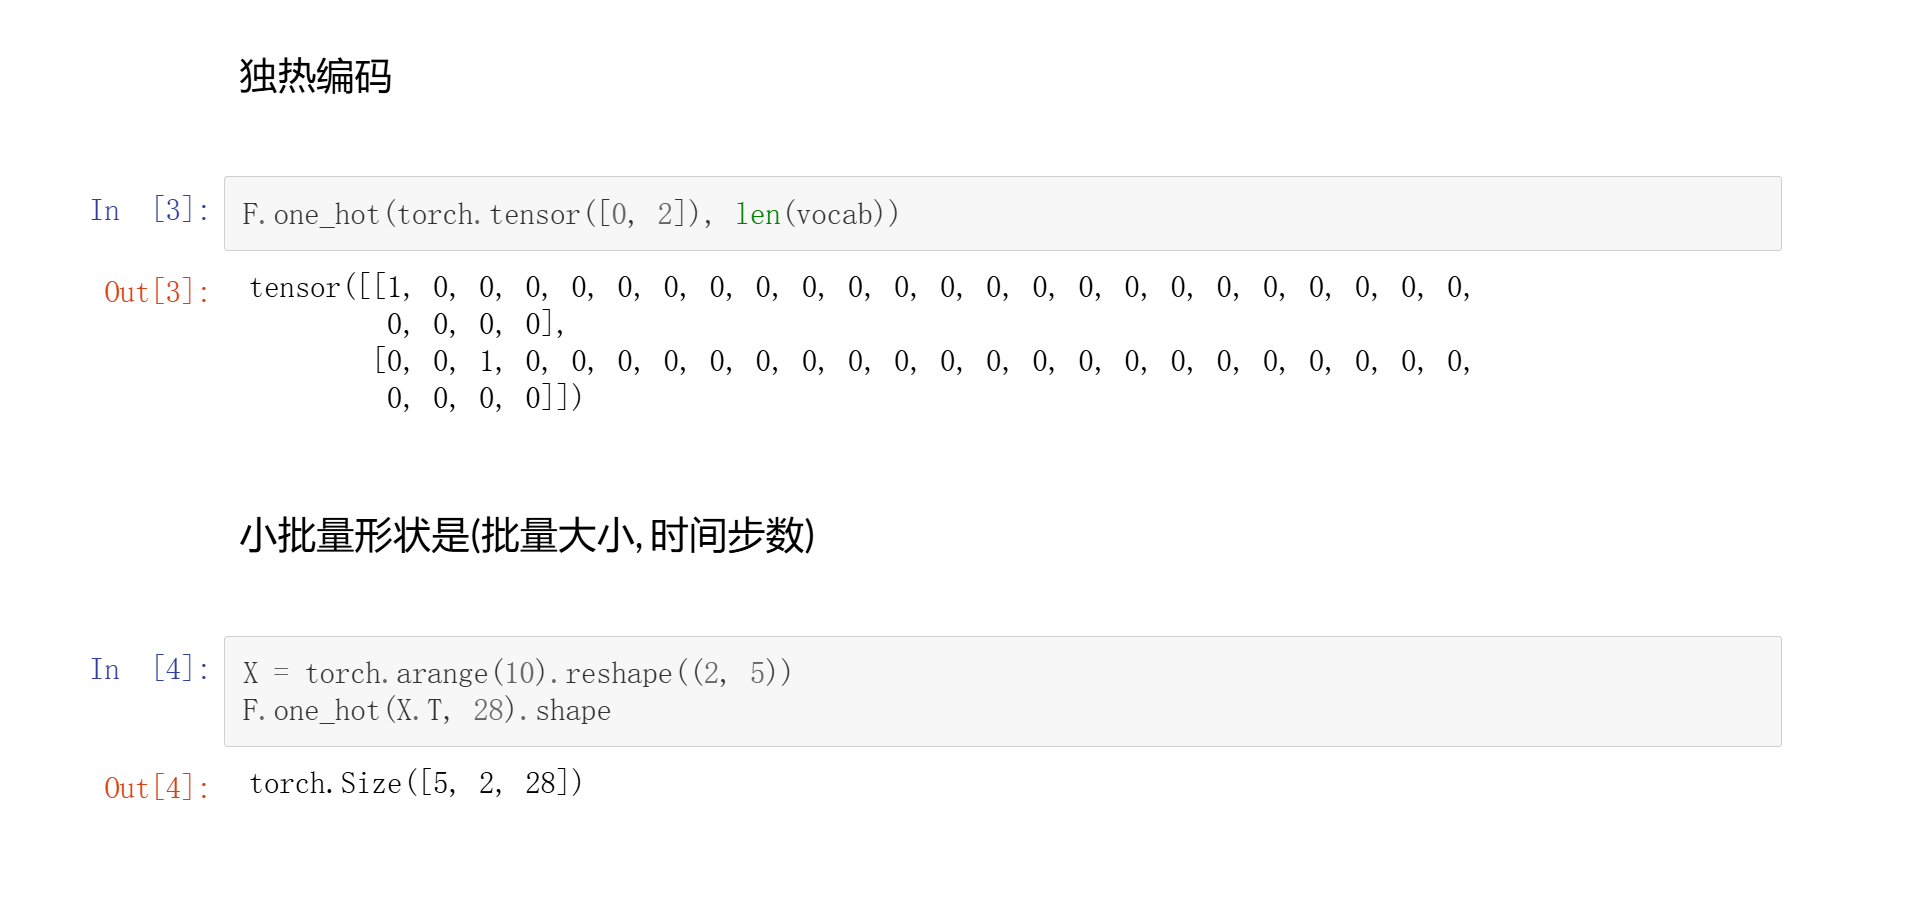 独热编码
In [3]: F.one_hot(torch.tensor([0, 2]), len(vocab))
Out[3]: tensor([[1, 0, 0, 0, 0, 0, 0, 0, 0, 0, 0, 0, 0, 0, 0, 0, 0, 0, 0, 0, 0, 0, 0, 0,
0, 0, 0, 0],
[0, 0, 1, 0, 0, 0, 0, 0, 0, 0, 0, 0, 0, 0, 0, 0, 0, 0, 0, 0, 0, 0, 0, 0,
0, 0, 0, 0]])
小批量形状是(批量大小, 时间步数)
In [4]: X = torch.arange(10).reshape((2, 5))
F.one_hot(X.T, 28).shape
Out[4]: torch.Size([5, 2, 28])